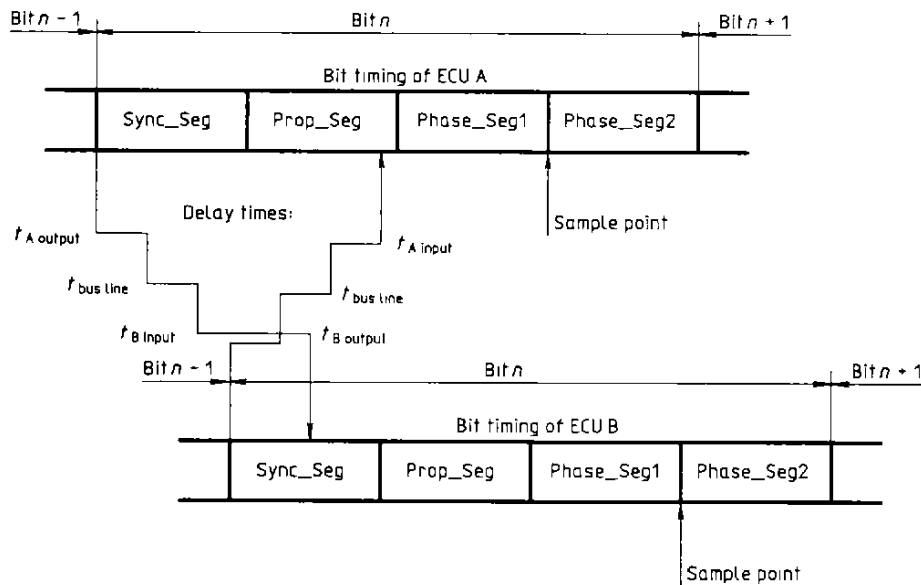 Bit n - 1 Bit n Bit n + 1
Bit timing of ECU A
Sync_Seg Prop_Seg Phase_Seg1 Phase_Seg2
Delay times:
Sample point
t A output t A input
t bus line t bus line
t B input t B output
Bit n - 1 Bit n Bit n + 1
Bit timing of ECU B
Sync_Seg Prop_Seg Phase_Seg1 Phase_Seg2
Sample point